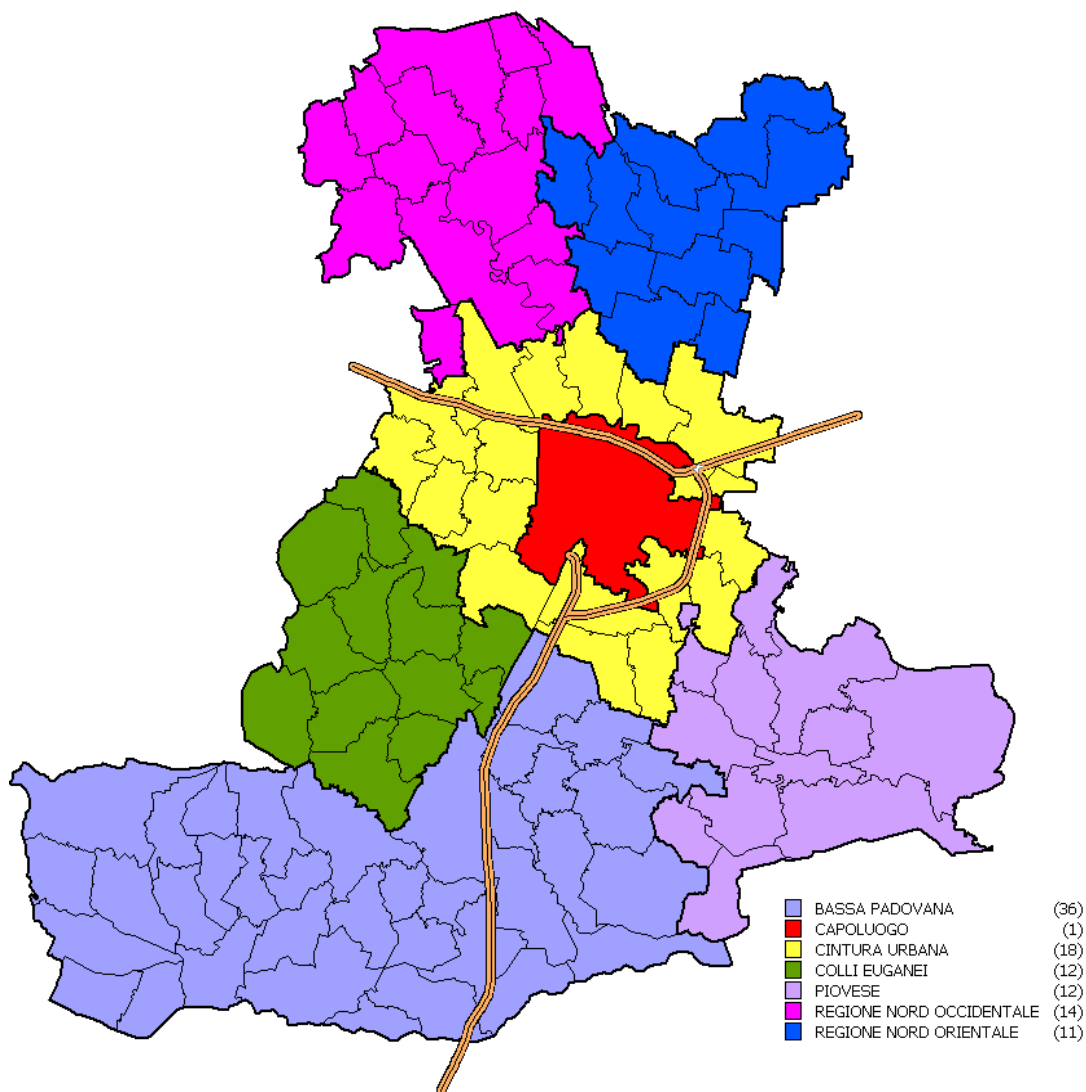 BASSA PADOVANA (36)
CAPOLUOGO (1)
CINTURA URBANA (18)
COLLI EUGANEI (12)
PIOVESE (12)
REGIONE NORD OCCIDENTALE (14)
REGIONE NORD ORIENTALE (11)